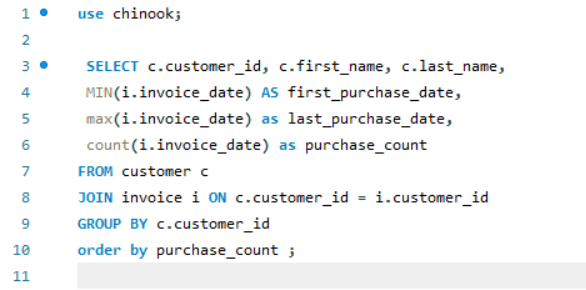 1 use chinook;
2
3 SELECT c.customer_id, c.first_name, c.last_name,
4 MIN(i.invoice_date) AS first_purchase_date,
5 max(i.invoice_date) as last_purchase_date,
6 count(i.invoice_date) as purchase_count
7 FROM customer c
8 JOIN invoice i ON c.customer_id = i.customer_id
9 GROUP BY c.customer_id
10 order by purchase_count ;
11